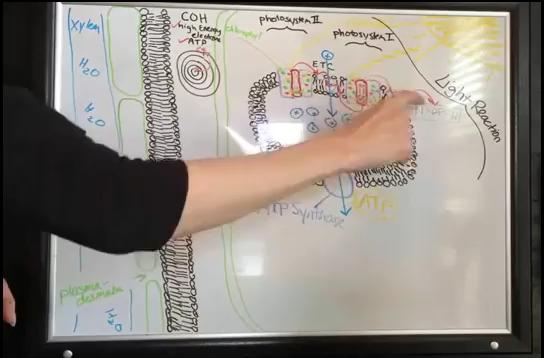 xylem
H₂O
H₂O
H₂O
plasma-
desmata
COH
high Energy
electrons
ATP
chlorophyll
photosystem II
photosystem I
ETC
Light Reaction
ATP Synthase
ATP